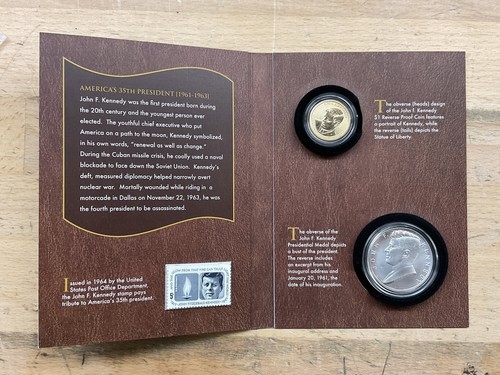 AMERICA'S 35TH PRESIDENT [1961-1963]
John F. Kennedy was the first president born during
the 20th century and the youngest person ever
elected. The youthful chief executive who put
America on a path to the moon, Kennedy symbolized,
in his own words, "renewal as well as change."
During the Cuban missile crisis, he coolly used a naval
blockade to face down the Soviet Union. Kennedy's
deft, measured diplomacy helped narrowly avert
nuclear war. Mortally wounded while riding in a
motorcade in Dallas on November 22, 1963, he was
the fourth president to be assassinated.
Issued in 1964 by the United
States Post Office Department,
the John F. Kennedy stamp pays
tribute to America's 35th president.
The obverse (heads) design
of the John F. Kennedy
$1 Reverse Proof Coin features
a portrait of Kennedy, while
the reverse (tails) depicts the
Statue of Liberty.
The obverse of the
John F. Kennedy
Presidential Medal depicts
a bust of the president.
The reverse includes
an excerpt from his
inaugural address and
January 20, 1961, the
date of his inauguration.